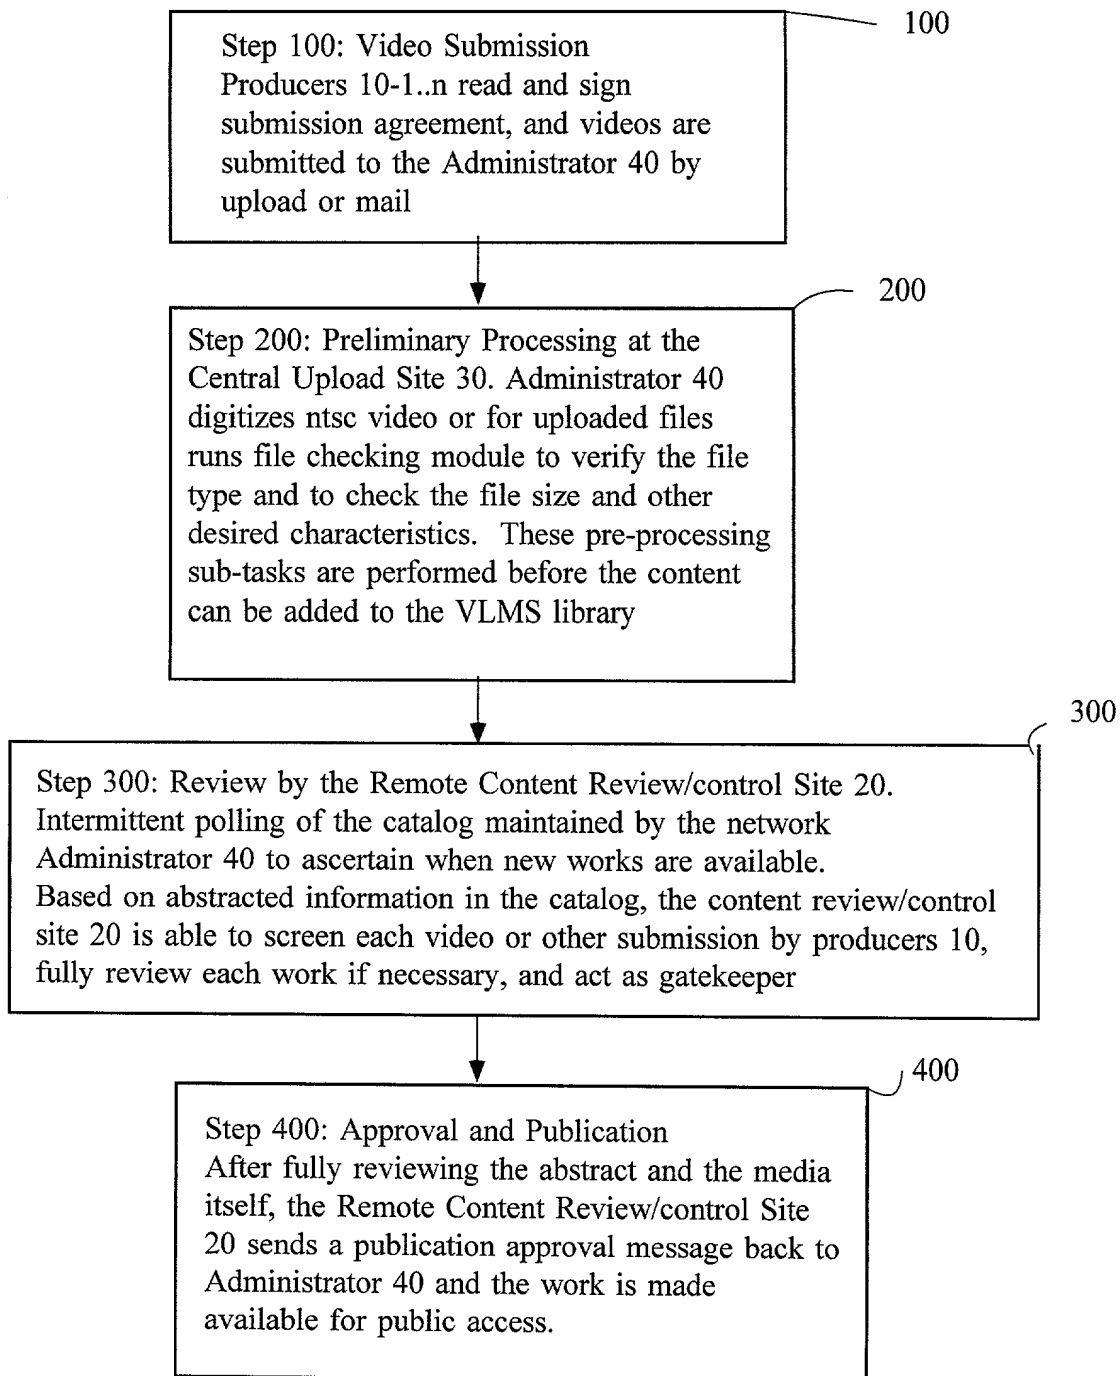 100
Step 100: Video Submission
Producers 10-1..n read and sign
submission agreement, and videos are
submitted to the Administrator 40 by
upload or mail
200
Step 200: Preliminary Processing at the
Central Upload Site 30. Administrator 40
digitizes ntsc video or for uploaded files
runs file checking module to verify the file
type and to check the file size and other
desired characteristics. These pre-processing
sub-tasks are performed before the content
can be added to the VLMS library
300
Step 300: Review by the Remote Content Review/control Site 20.
Intermittent polling of the catalog maintained by the network
Administrator 40 to ascertain when new works are available.
Based on abstracted information in the catalog, the content review/control
site 20 is able to screen each video or other submission by producers 10,
fully review each work if necessary, and act as gatekeeper
400
Step 400: Approval and Publication
After fully reviewing the abstract and the media
itself, the Remote Content Review/control Site
20 sends a publication approval message back to
Administrator 40 and the work is made
available for public access.